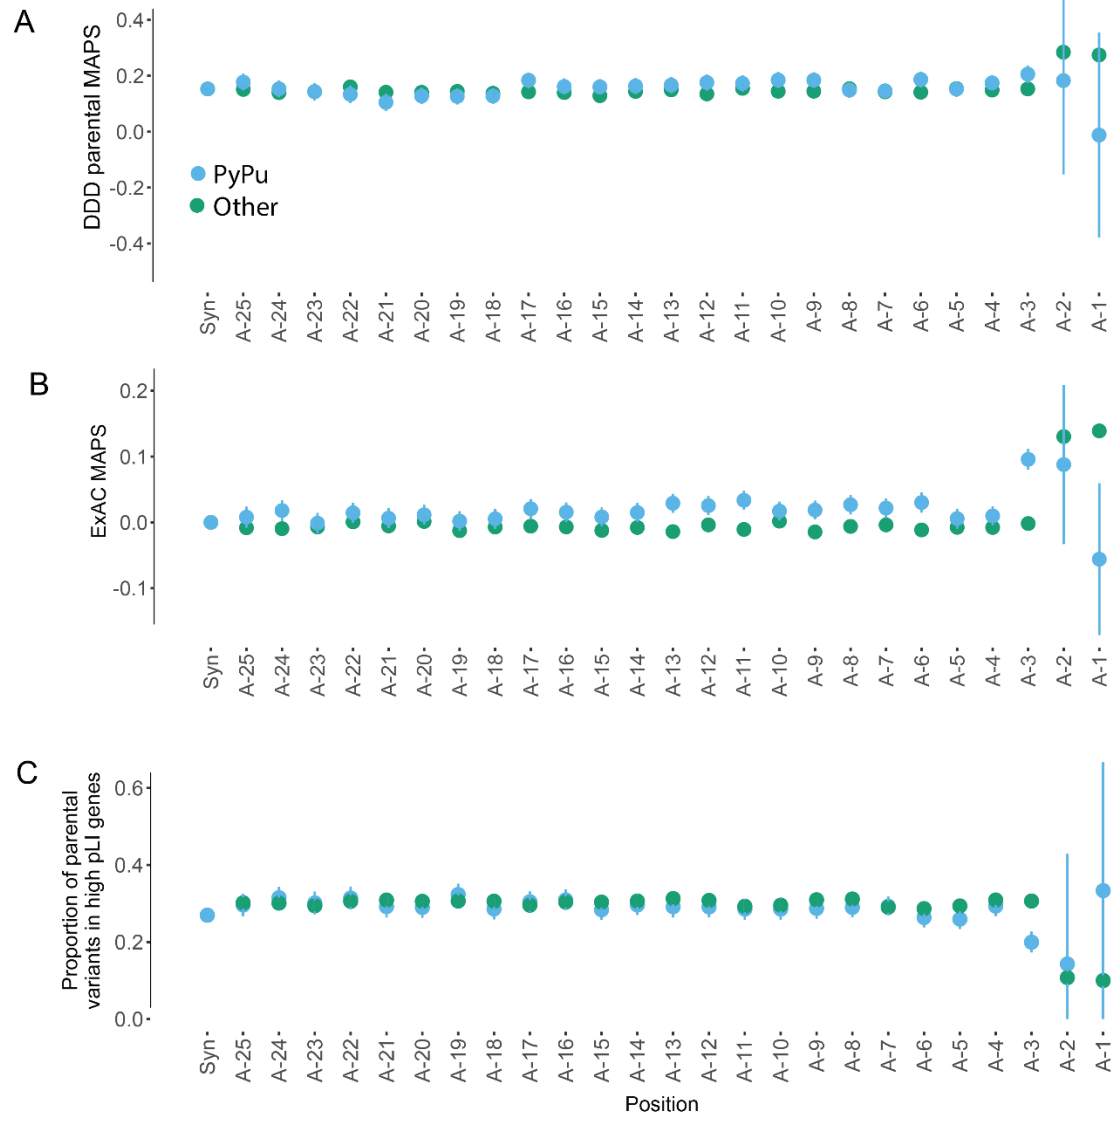 A
DDD parental MAPS
0.4
0.2
0.0
-0.2
-0.4
PyPu
Other
Syn
A-25
A-24
A-23
A-22
A-21
A-20
A-19
A-18
A-17
A-16
A-15
A-14
A-13
A-12
A-11
A-10
A-9
A-8
A-7
A-6
A-5
A-4
A-3
A-2
A-1
B
ExAC MAPS
0.2
0.1
0.0
-0.1
Syn
A-25
A-24
A-23
A-22
A-21
A-20
A-19
A-18
A-17
A-16
A-15
A-14
A-13
A-12
A-11
A-10
A-9
A-8
A-7
A-6
A-5
A-4
A-3
A-2
A-1
C
Proportion of parental
variants in high pLI genes
0.6
0.4
0.2
0.0
Syn
A-25
A-24
A-23
A-22
A-21
A-20
A-19
A-18
A-17
A-16
A-15
A-14
A-13
A-12
A-11
A-10
A-9
A-8
A-7
A-6
A-5
A-4
A-3
A-2
A-1
Position